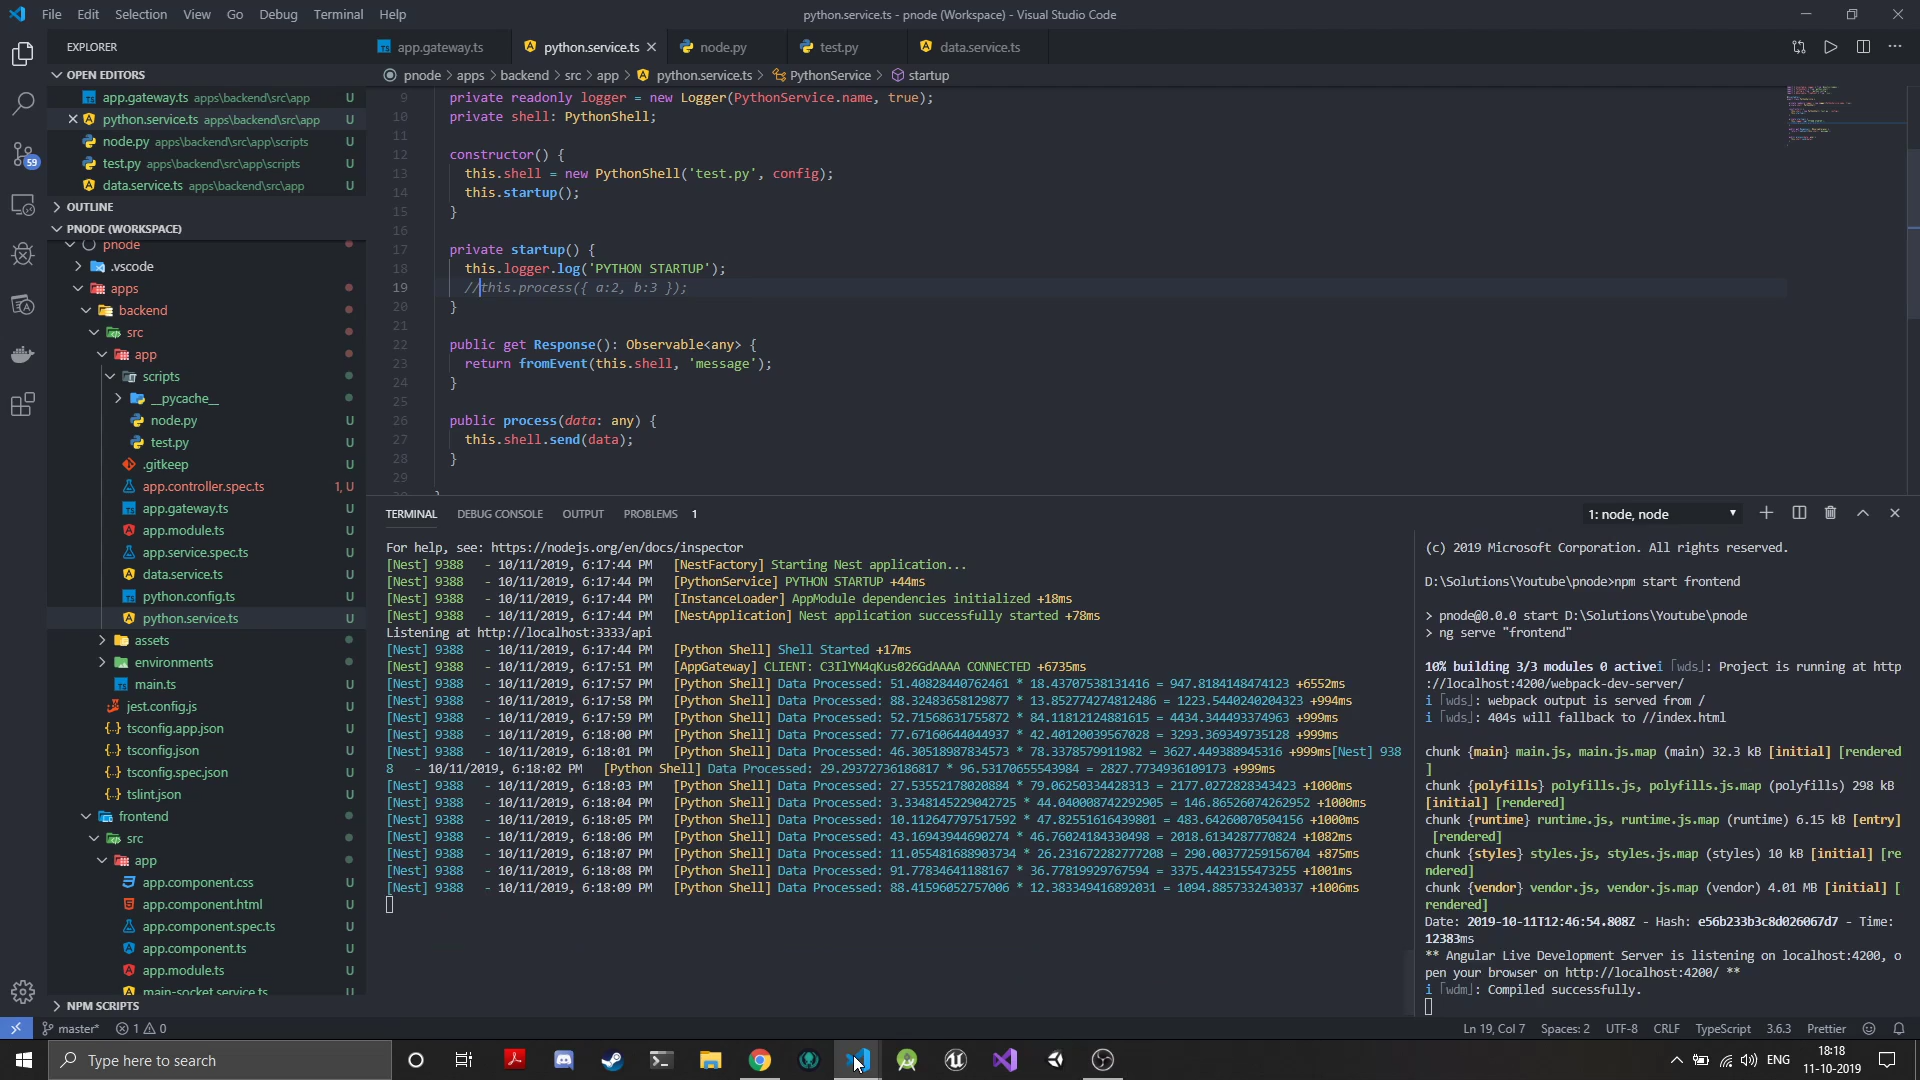 File Edit Selection View Go Debug Terminal Help
python.service.ts - pnode (Workspace) - Visual Studio Code
EXPLORER
app.gateway.ts python.service.ts node.py test.py data.service.ts
OPEN EDITORS
pnode > apps > backend > src > app > python.service.ts > PythonService > startup
app.gateway.ts apps\backend\src\app U
python.service.ts apps\backend\src\app U
node.py apps\backend\src\app\scripts U
test.py apps\backend\src\app\scripts U
data.service.ts apps\backend\src\app U
OUTLINE
PNODE (WORKSPACE)
pnode
.vscode
apps
backend
src
app
scripts
__pycache__
node.py U
test.py U
.gitkeep U
app.controller.spec.ts 1, U
app.gateway.ts U
app.module.ts U
app.service.spec.ts U
data.service.ts U
python.config.ts U
python.service.ts U
assets
environments
main.ts U
jest.config.js U
tsconfig.app.json U
tsconfig.json U
tsconfig.spec.json U
tslint.json U
frontend
src
app
app.component.css U
app.component.html U
app.component.spec.ts U
app.component.ts U
app.module.ts U
main-socket.service.ts U
NPM SCRIPTS
59
9 private readonly logger = new Logger(PythonService.name, true);
10 private shell: PythonShell;
11
12 constructor() {
13 this.shell = new PythonShell('test.py', config);
14 this.startup();
15 }
16
17 private startup() {
18 this.logger.log('PYTHON STARTUP');
19 //this.process({ a:2, b:3 });
20 }
21
22 public get Response(): Observable<any> {
23 return fromEvent(this.shell, 'message');
24 }
25
26 public process(data: any) {
27 this.shell.send(data);
28 }
29
TERMINAL DEBUG CONSOLE OUTPUT PROBLEMS 1
1: node, node
For help, see: https://nodejs.org/en/docs/inspector
[Nest] 9388 - 10/11/2019, 6:17:44 PM [NestFactory] Starting Nest application...
[Nest] 9388 - 10/11/2019, 6:17:44 PM [PythonService] PYTHON STARTUP +44ms
[Nest] 9388 - 10/11/2019, 6:17:44 PM [InstanceLoader] AppModule dependencies initialized +18ms
[Nest] 9388 - 10/11/2019, 6:17:44 PM [NestApplication] Nest application successfully started +78ms
Listening at http://localhost:3333/api
[Nest] 9388 - 10/11/2019, 6:17:44 PM [Python Shell] Shell Started +17ms
[Nest] 9388 - 10/11/2019, 6:17:51 PM [AppGateway] CLIENT: C3IlYN4qKus026GdAAAA CONNECTED +6735ms
[Nest] 9388 - 10/11/2019, 6:17:57 PM [Python Shell] Data Processed: 51.40828440762461 * 18.43707538131416 = 947.8184148474123 +6552ms
[Nest] 9388 - 10/11/2019, 6:17:58 PM [Python Shell] Data Processed: 88.32483658129877 * 13.852774274812486 = 1223.5440240204323 +994ms
[Nest] 9388 - 10/11/2019, 6:17:59 PM [Python Shell] Data Processed: 52.71568631755872 * 84.11812124881615 = 4434.344493374963 +999ms
[Nest] 9388 - 10/11/2019, 6:18:00 PM [Python Shell] Data Processed: 77.67160644044937 * 42.40120039567028 = 3293.369349735128 +999ms
[Nest] 9388 - 10/11/2019, 6:18:01 PM [Python Shell] Data Processed: 46.30518987834573 * 78.3378579911982 = 3627.449388945316 +999ms[Nest] 938
8 - 10/11/2019, 6:18:02 PM [Python Shell] Data Processed: 29.29372736186817 * 96.53170655543984 = 2827.7734936109173 +999ms
[Nest] 9388 - 10/11/2019, 6:18:03 PM [Python Shell] Data Processed: 27.53552178020884 * 79.06250334428313 = 2177.0272828343423 +1000ms
[Nest] 9388 - 10/11/2019, 6:18:04 PM [Python Shell] Data Processed: 3.3348145229042725 * 44.040008742292905 = 146.86526074262952 +1000ms
[Nest] 9388 - 10/11/2019, 6:18:05 PM [Python Shell] Data Processed: 10.112647797517592 * 47.82551616439801 = 483.64260070504156 +1000ms
[Nest] 9388 - 10/11/2019, 6:18:06 PM [Python Shell] Data Processed: 43.16943944690274 * 46.76024184330498 = 2018.6134287770824 +1082ms
[Nest] 9388 - 10/11/2019, 6:18:07 PM [Python Shell] Data Processed: 11.055481688903734 * 26.231672282777208 = 290.00377259156704 +875ms
[Nest] 9388 - 10/11/2019, 6:18:08 PM [Python Shell] Data Processed: 91.77834641188167 * 36.77819929767594 = 3375.4423155473255 +1001ms
[Nest] 9388 - 10/11/2019, 6:18:09 PM [Python Shell] Data Processed: 88.41596052757006 * 12.383349416892031 = 1094.8857332430337 +1006ms
(c) 2019 Microsoft Corporation. All rights reserved.
D:\Solutions\Youtube\pnode>npm start frontend
> pnode@0.0.0 start D:\Solutions\Youtube\pnode
> ng serve "frontend"
10% building 3/3 modules 0 activei ｢wds｣: Project is running at http
://localhost:4200/webpack-dev-server/
i ｢wds｣: webpack output is served from /
i ｢wds｣: 404s will fallback to //index.html
chunk {main} main.js, main.js.map (main) 32.3 kB [initial] [rendered
]
chunk {polyfills} polyfills.js, polyfills.js.map (polyfills) 298 kB
[initial] [rendered]
chunk {runtime} runtime.js, runtime.js.map (runtime) 6.15 kB [entry]
[rendered]
chunk {styles} styles.js, styles.js.map (styles) 10 kB [initial] [re
ndered]
chunk {vendor} vendor.js, vendor.js.map (vendor) 4.01 MB [initial] [
rendered]
Date: 2019-10-11T12:46:54.808Z - Hash: e56b233b3c8d026067d7 - Time:
12383ms
** Angular Live Development Server is listening on localhost:4200, o
pen your browser on http://localhost:4200/ **
i ｢wdm｣: Compiled successfully.
master* 1 0
Ln 19, Col 7 Spaces: 2 UTF-8 CRLF TypeScript 3.6.3 Prettier
Type here to search
ENG
18:18
11-10-2019